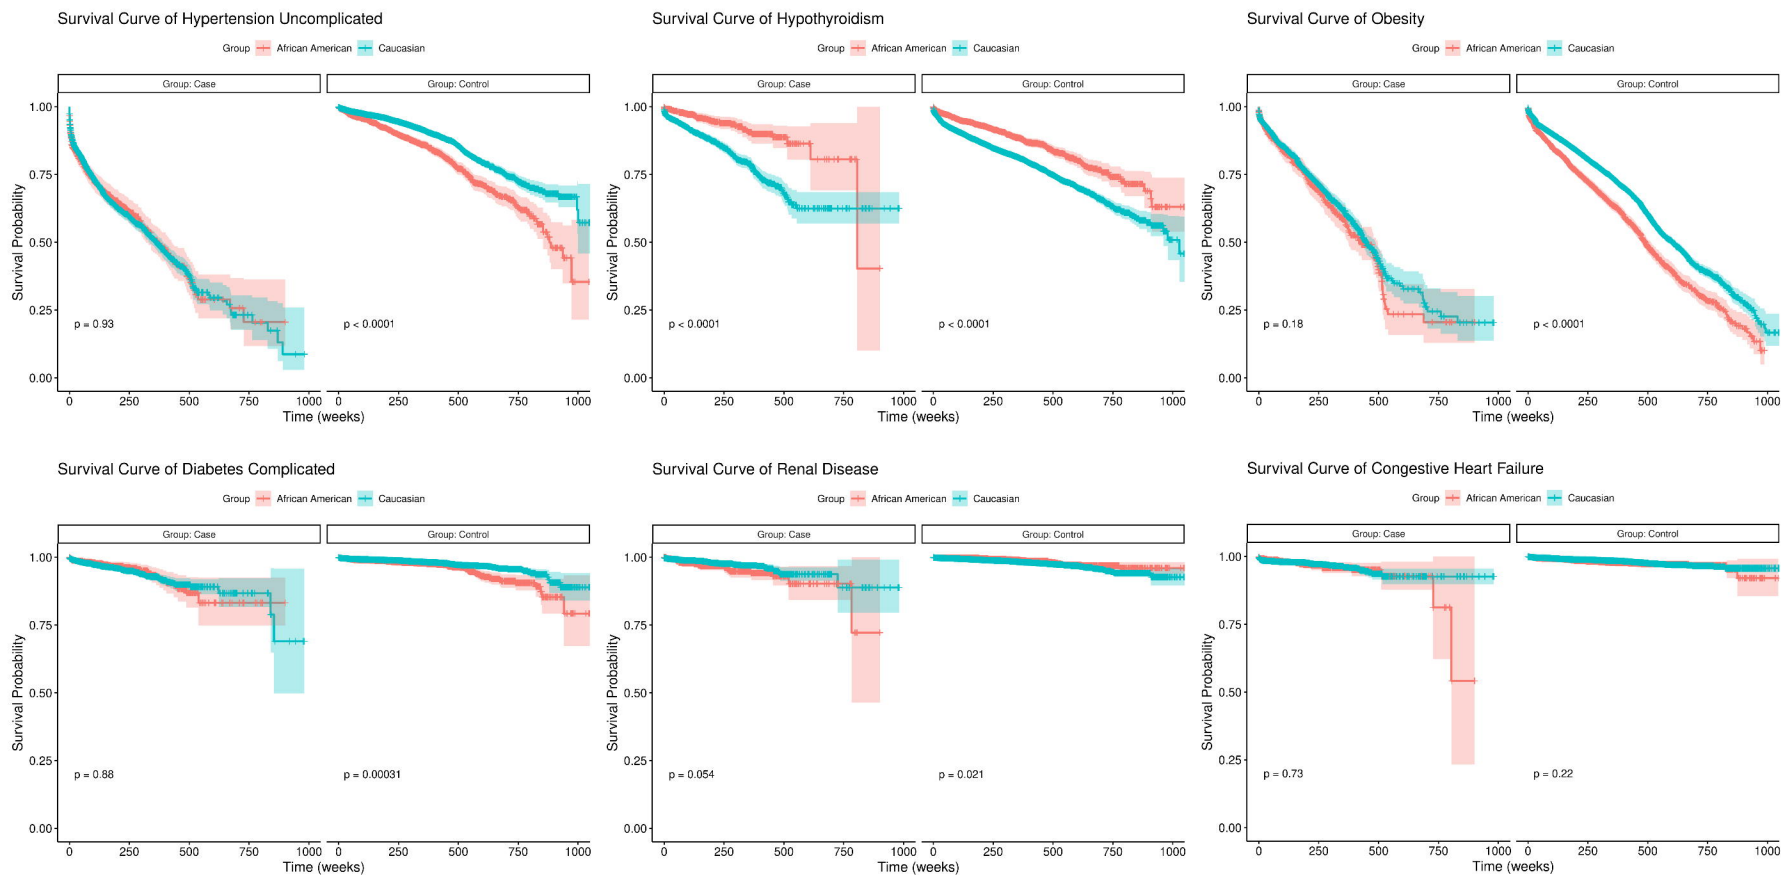 Survival Curve of Hypertension Uncomplicated
Group African American Caucasian
Group: Case Group: Control
Survival Probability
1.00
0.75
0.50
0.25
0.00
p = 0.93 p < 0.0001
0 250 500 750 1000 0 250 500 750 1000
Time (weeks)
Survival Curve of Hypothyroidism
Group African American Caucasian
Group: Case Group: Control
Survival Probability
1.00
0.75
0.50
0.25
0.00
p < 0.0001 p < 0.0001
0 250 500 750 1000 0 250 500 750 1000
Time (weeks)
Survival Curve of Obesity
Group African American Caucasian
Group: Case Group: Control
Survival Probability
1.00
0.75
0.50
0.25
0.00
p = 0.18 p < 0.0001
0 250 500 750 1000 0 250 500 750 1000
Time (weeks)
Survival Curve of Diabetes Complicated
Group African American Caucasian
Group: Case Group: Control
Survival Probability
1.00
0.75
0.50
0.25
0.00
p = 0.88 p = 0.00031
0 250 500 750 1000 0 250 500 750 1000
Time (weeks)
Survival Curve of Renal Disease
Group African American Caucasian
Group: Case Group: Control
Survival Probability
1.00
0.75
0.50
0.25
0.00
p = 0.054 p = 0.021
0 250 500 750 1000 0 250 500 750 1000
Time (weeks)
Survival Curve of Congestive Heart Failure
Group African American Caucasian
Group: Case Group: Control
Survival Probability
1.00
0.75
0.50
0.25
0.00
p = 0.73 p = 0.22
0 250 500 750 1000 0 250 500 750 1000
Time (weeks)